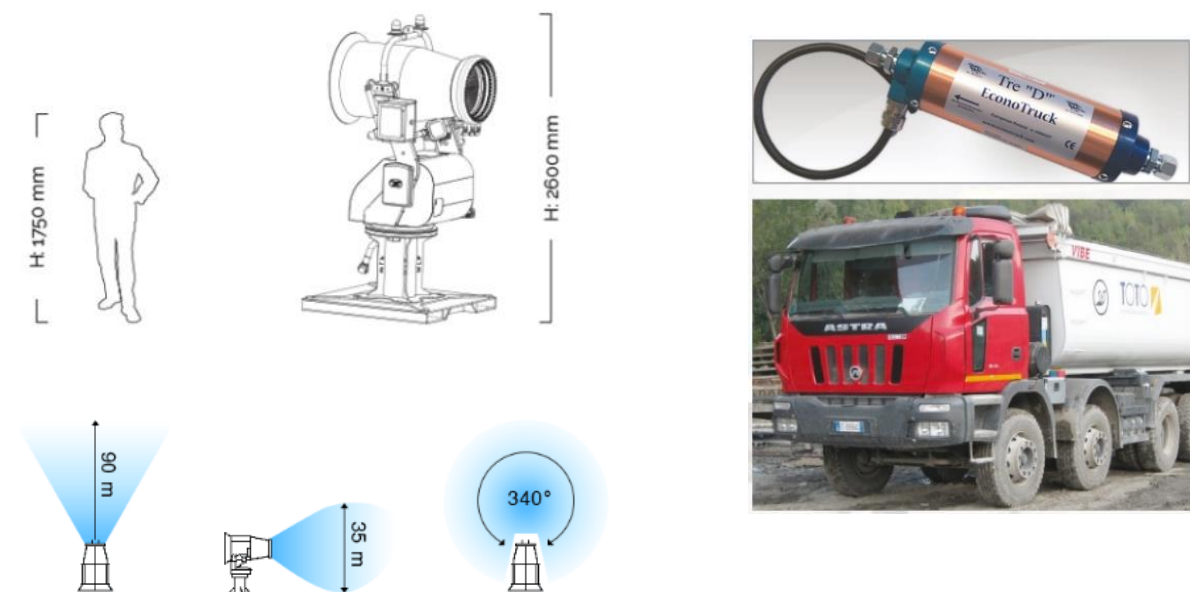 H: 1750 mm
H: 2600 mm
90 m
35 m
340°
Tre "D"
EconoTruck
CE
VIBE
TOTO
ASTRA